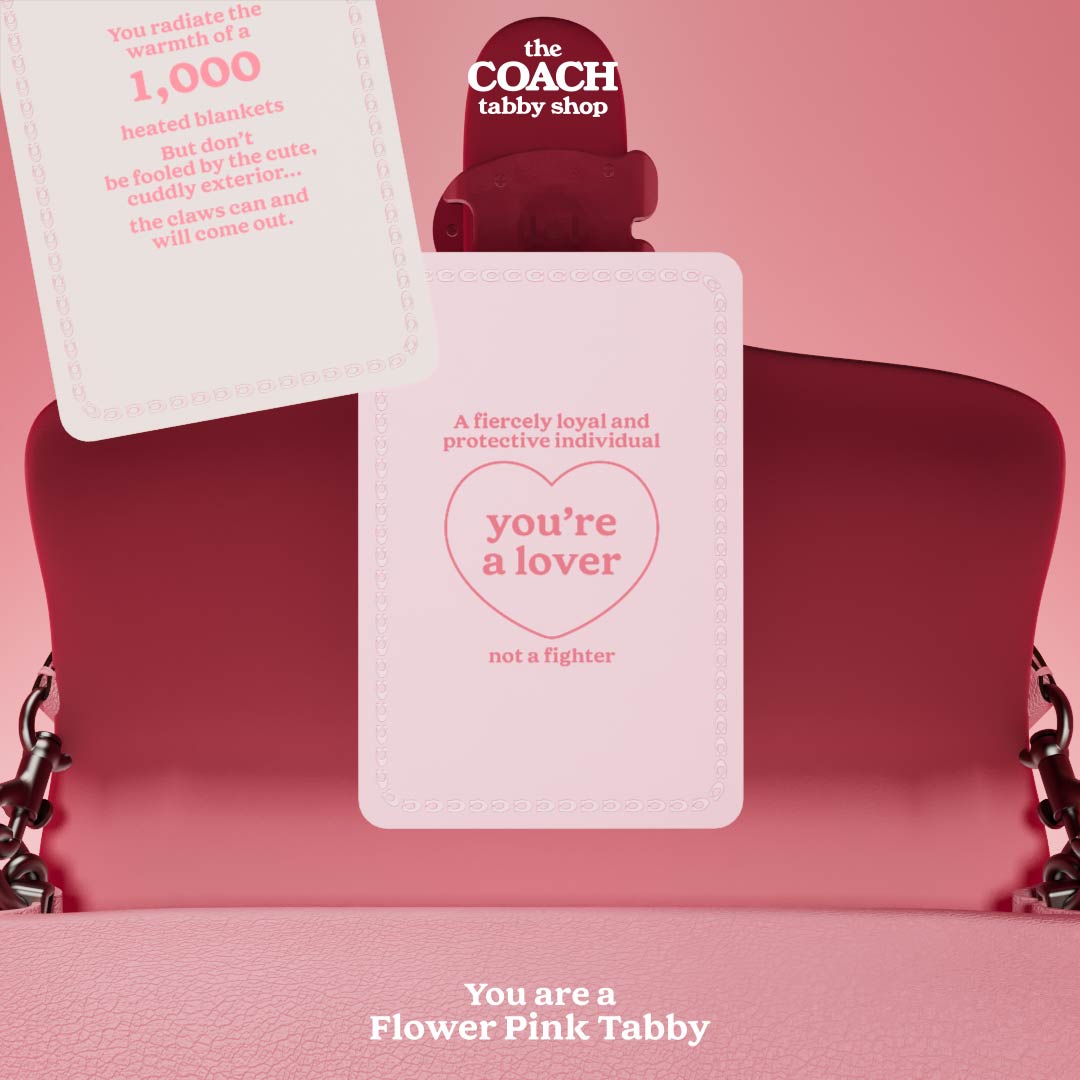 the
COACH
tabby shop
You radiate the
warmth of a
1,000
heated blankets
But don't
be fooled by the cute,
cuddly exterior...
the claws can and
will come out.
A fiercely loyal and
protective individual
you're
a lover
not a fighter
You are a
Flower Pink Tabby